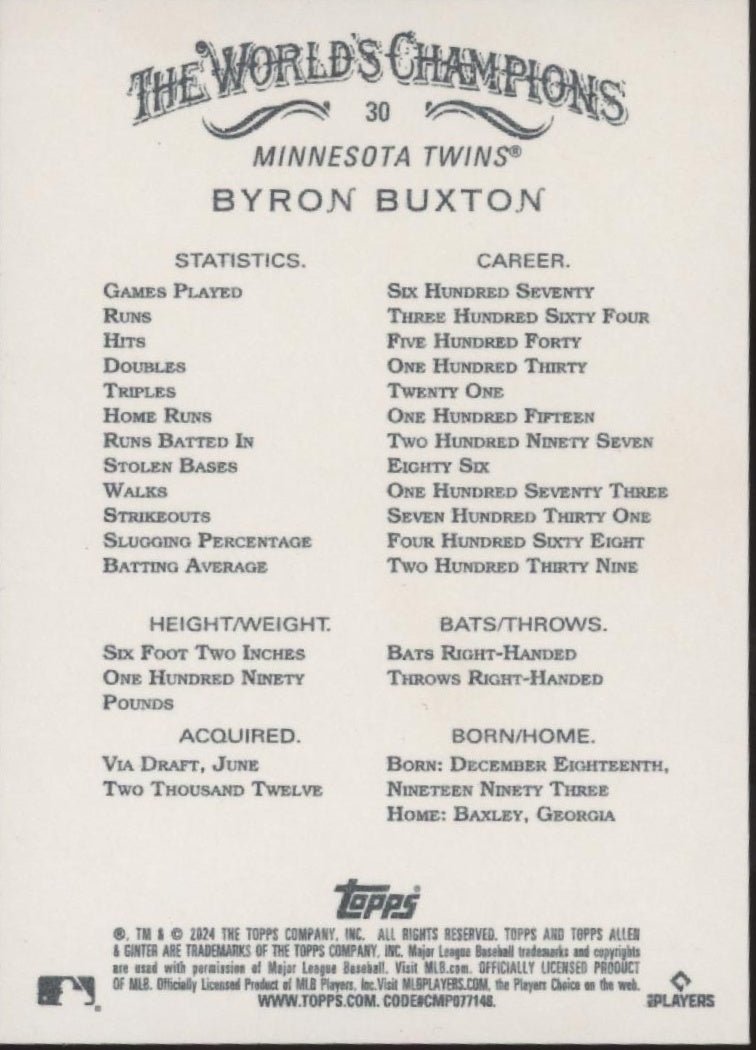 THE WORLD'S CHAMPIONS
30
MINNESOTA TWINS®
BYRON BUXTON
STATISTICS. CAREER.
GAMES PLAYED SIX HUNDRED SEVENTY
RUNS THREE HUNDRED SIXTY FOUR
HITS FIVE HUNDRED FORTY
DOUBLES ONE HUNDRED THIRTY
TRIPLES TWENTY ONE
HOME RUNS ONE HUNDRED FIFTEEN
RUNS BATTED IN TWO HUNDRED NINETY SEVEN
STOLEN BASES EIGHTY SIX
WALKS ONE HUNDRED SEVENTY THREE
STRIKEOUTS SEVEN HUNDRED THIRTY ONE
SLUGGING PERCENTAGE FOUR HUNDRED SIXTY EIGHT
BATTING AVERAGE TWO HUNDRED THIRTY NINE
HEIGHT/WEIGHT. BATS/THROWS.
SIX FOOT TWO INCHES BATS RIGHT-HANDED
ONE HUNDRED NINETY THROWS RIGHT-HANDED
POUNDS
ACQUIRED. BORN/HOME.
VIA DRAFT, JUNE BORN: DECEMBER EIGHTEENTH,
TWO THOUSAND TWELVE NINETEEN NINETY THREE
HOME: BAXLEY, GEORGIA
topps
®, TM & © 2024 THE TOPPS COMPANY, INC. ALL RIGHTS RESERVED. TOPPS AND TOPPS ALLEN
& GINTER ARE TRADEMARKS OF THE TOPPS COMPANY, INC. Major League Baseball trademarks and copyrights
are used with permission of Major League Baseball. Visit MLB.com. OFFICIALLY LICENSED PRODUCT
OF MLB. Officially Licensed Product of MLB Players, Inc. Visit MLBPLAYERS.COM, the Players Choice on the web.
WWW.TOPPS.COM. CODE#CMP077148.
PLAYERS